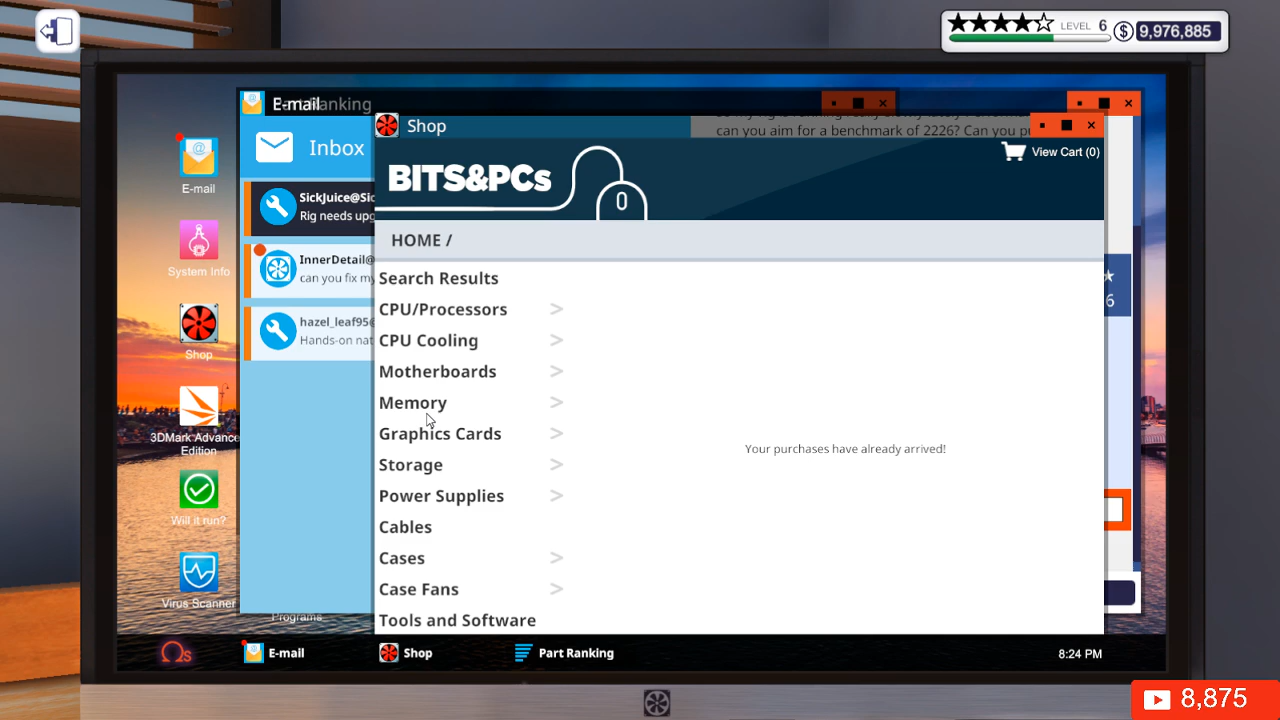 LEVEL 6
$ 9,976,885
E-mail
Shop
can you aim for a benchmark of 2226? Can you pu
Inbox
BITS&PCs
View Cart (0)
E-mail
SickJuice@Sic
Rig needs upg
HOME /
System Info
InnerDetail@
can you fix my
Search Results
CPU/Processors >
6
hazel_leaf95@
Hands-on nat
CPU Cooling >
Shop
Motherboards >
Memory >
3DMark Advance
Edition
Graphics Cards >
Your purchases have already arrived!
Storage >
Power Supplies >
Will it run?
Cables
Cases >
Case Fans >
Virus Scanner
Programs
Tools and Software
Ωs
E-mail
Shop
Part Ranking
8:24 PM
8,875